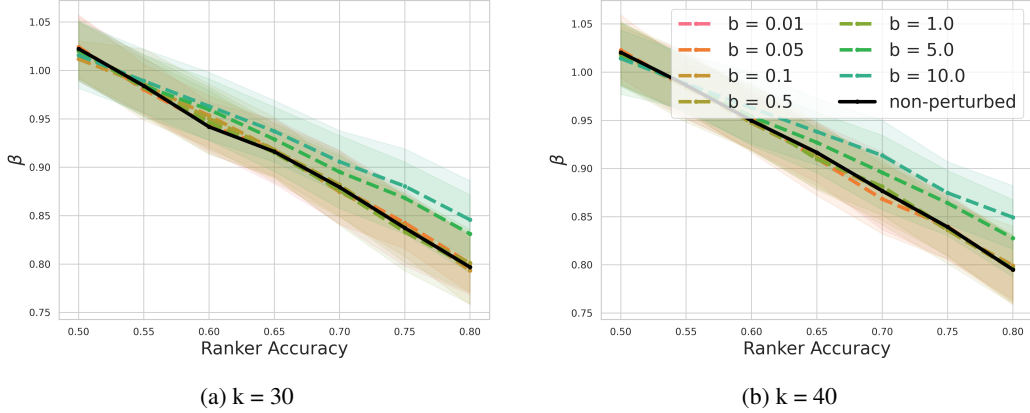 1.05
1.00
0.95
0.90
0.85
0.80
0.75
β
0.50 0.55 0.60 0.65 0.70 0.75 0.80
Ranker Accuracy
(a) k = 30
1.05
1.00
0.95
0.90
0.85
0.80
0.75
β
b = 0.01
b = 0.05
b = 0.1
b = 0.5
b = 1.0
b = 5.0
b = 10.0
non-perturbed
0.50 0.55 0.60 0.65 0.70 0.75 0.80
Ranker Accuracy
(b) k = 40